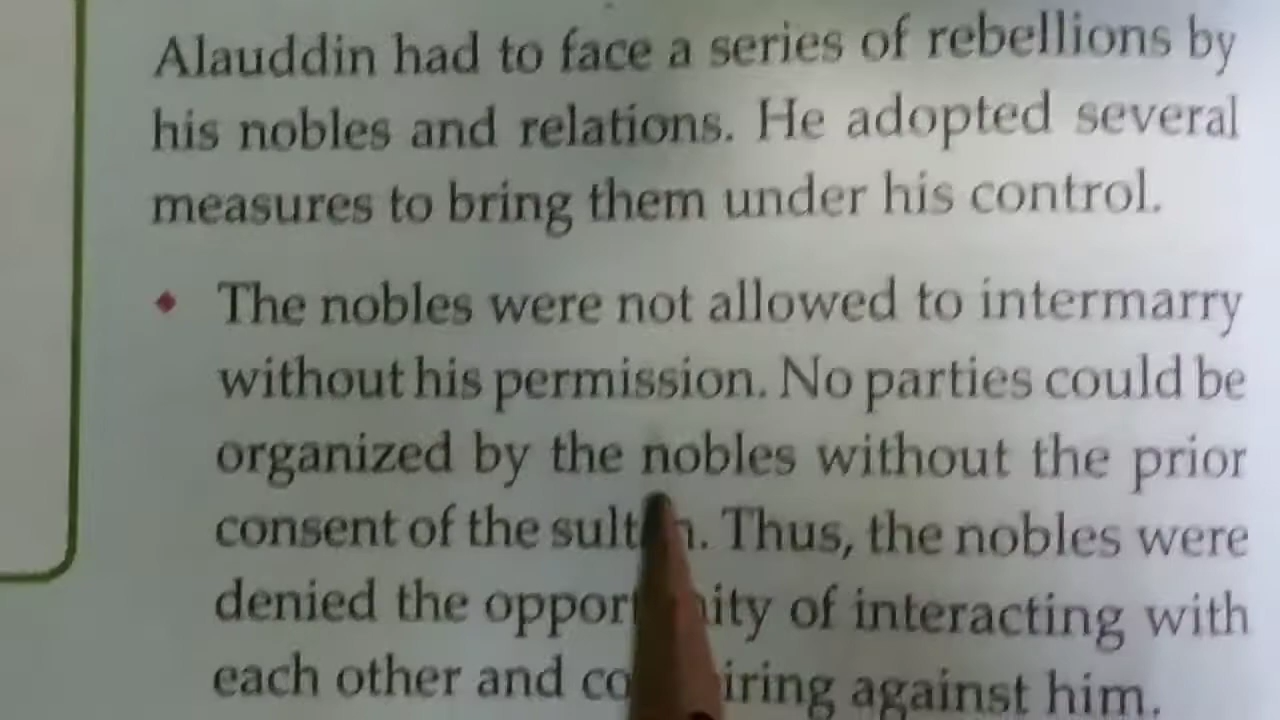 Alauddin had to face a series of rebellions by
his nobles and relations. He adopted several
measures to bring them under his control.
The nobles were not allowed to intermarry
without his permission. No parties could be
organized by the nobles without the prior
consent of the sultan. Thus, the nobles were
denied the opportunity of interacting with
each other and conspiring against him.